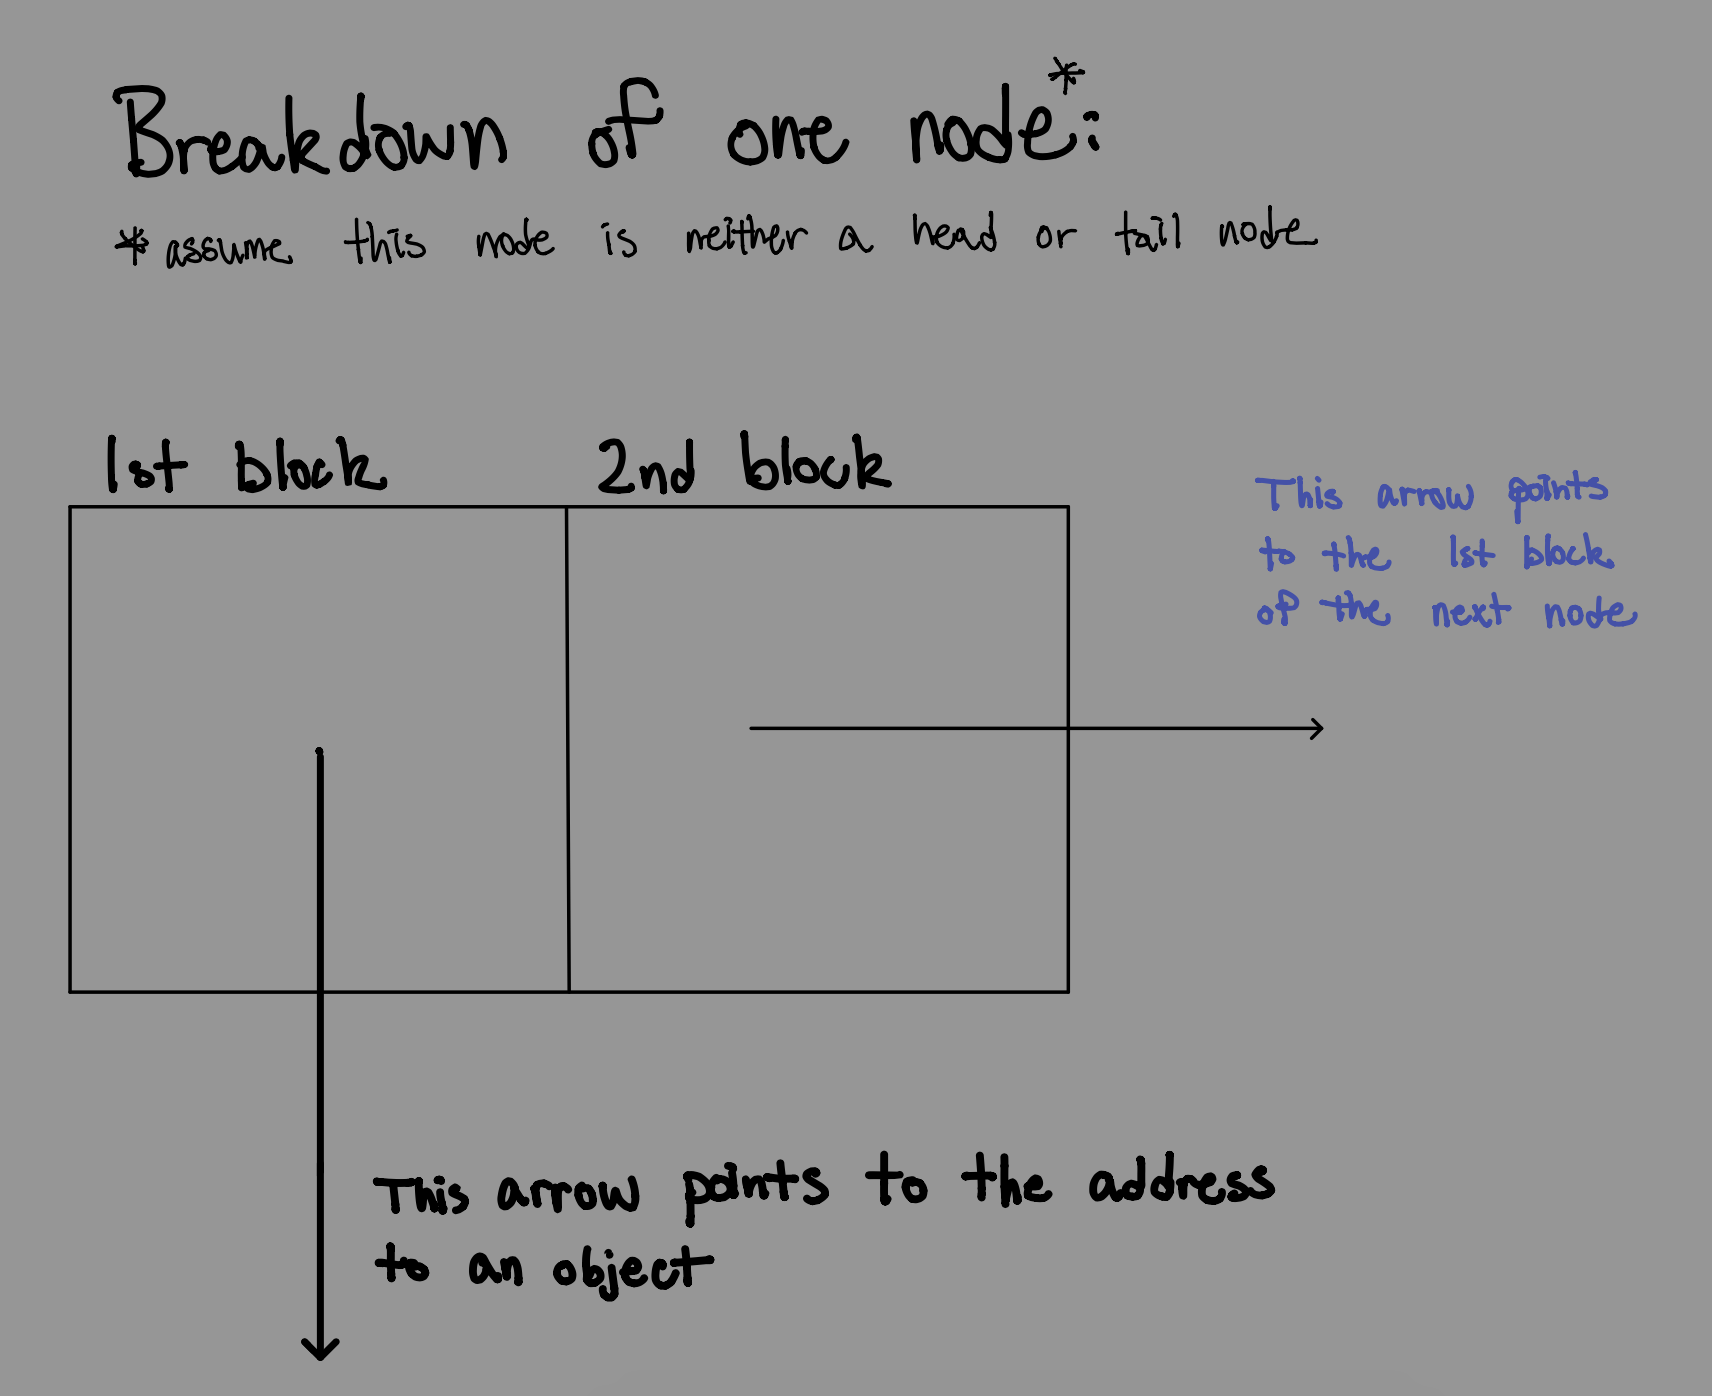 Breakdown of one node*:
*assume this node is neither a head or tail node
1st block 2nd block
This arrow points
to the 1st block
of the next node
This arrow points to the address
to an object